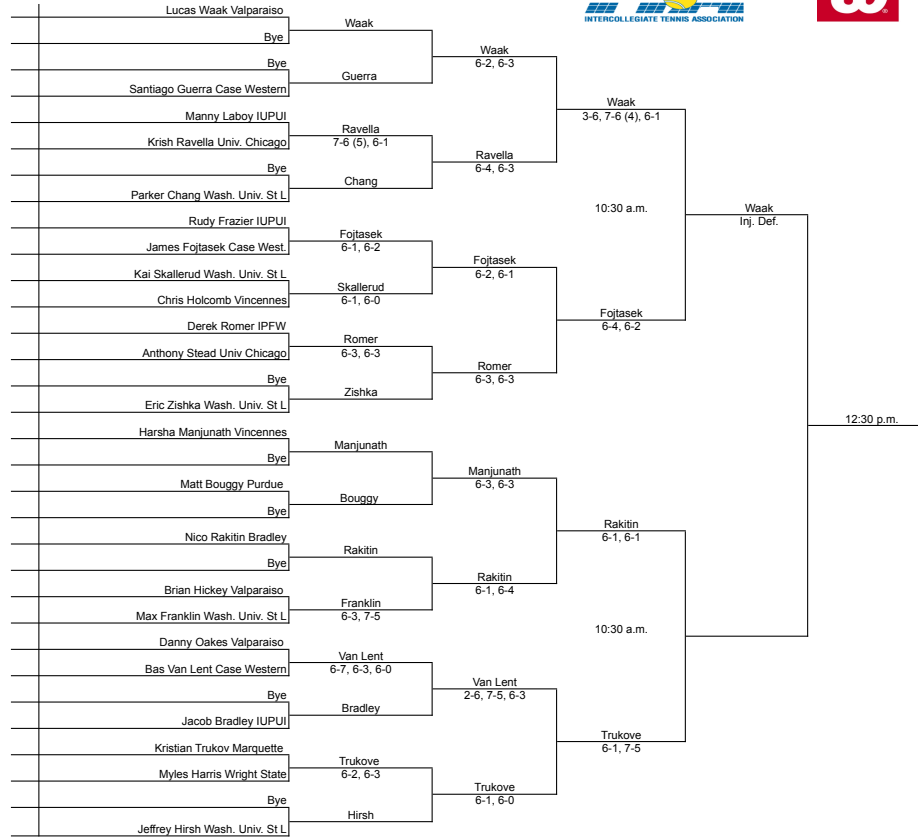 INTERCOLLEGIATE TENNIS ASSOCIATION
Lucas Waak Valparaiso
Bye
Bye
Santiago Guerra Case Western
Manny Laboy IUPUI
Krish Ravella Univ. Chicago
Bye
Parker Chang Wash. Univ. St L
Rudy Frazier IUPUI
James Fojtasek Case West.
Kai Skallerud Wash. Univ. St L
Chris Holcomb Vincennes
Derek Romer IPFW
Anthony Stead Univ Chicago
Bye
Eric Zishka Wash. Univ. St L
Harsha Manjunath Vincennes
Bye
Matt Bouggy Purdue
Bye
Nico Rakitin Bradley
Bye
Brian Hickey Valparaiso
Max Franklin Wash. Univ. St L
Danny Oakes Valparaiso
Bas Van Lent Case Western
Bye
Jacob Bradley IUPUI
Kristian Trukov Marquette
Myles Harris Wright State
Bye
Jeffrey Hirsh Wash. Univ. St L
Waak
Guerra
Ravella
7-6 (5), 6-1
Chang
Fojtasek
6-1, 6-2
Skallerud
6-1, 6-0
Romer
6-3, 6-3
Zishka
Manjunath
Bouggy
Rakitin
Franklin
6-3, 7-5
Van Lent
6-7, 6-3, 6-0
Bradley
Trukove
6-2, 6-3
Hirsh
Waak
6-2, 6-3
Ravella
6-4, 6-3
Fojtasek
6-2, 6-1
Romer
6-3, 6-3
Manjunath
6-3, 6-3
Rakitin
6-1, 6-4
Van Lent
2-6, 7-5, 6-3
Trukove
6-1, 6-0
Waak
3-6, 7-6 (4), 6-1
10:30 a.m.
Fojtasek
6-4, 6-2
Rakitin
6-1, 6-1
10:30 a.m.
Trukove
6-1, 7-5
Waak
Inj. Def.
12:30 p.m.